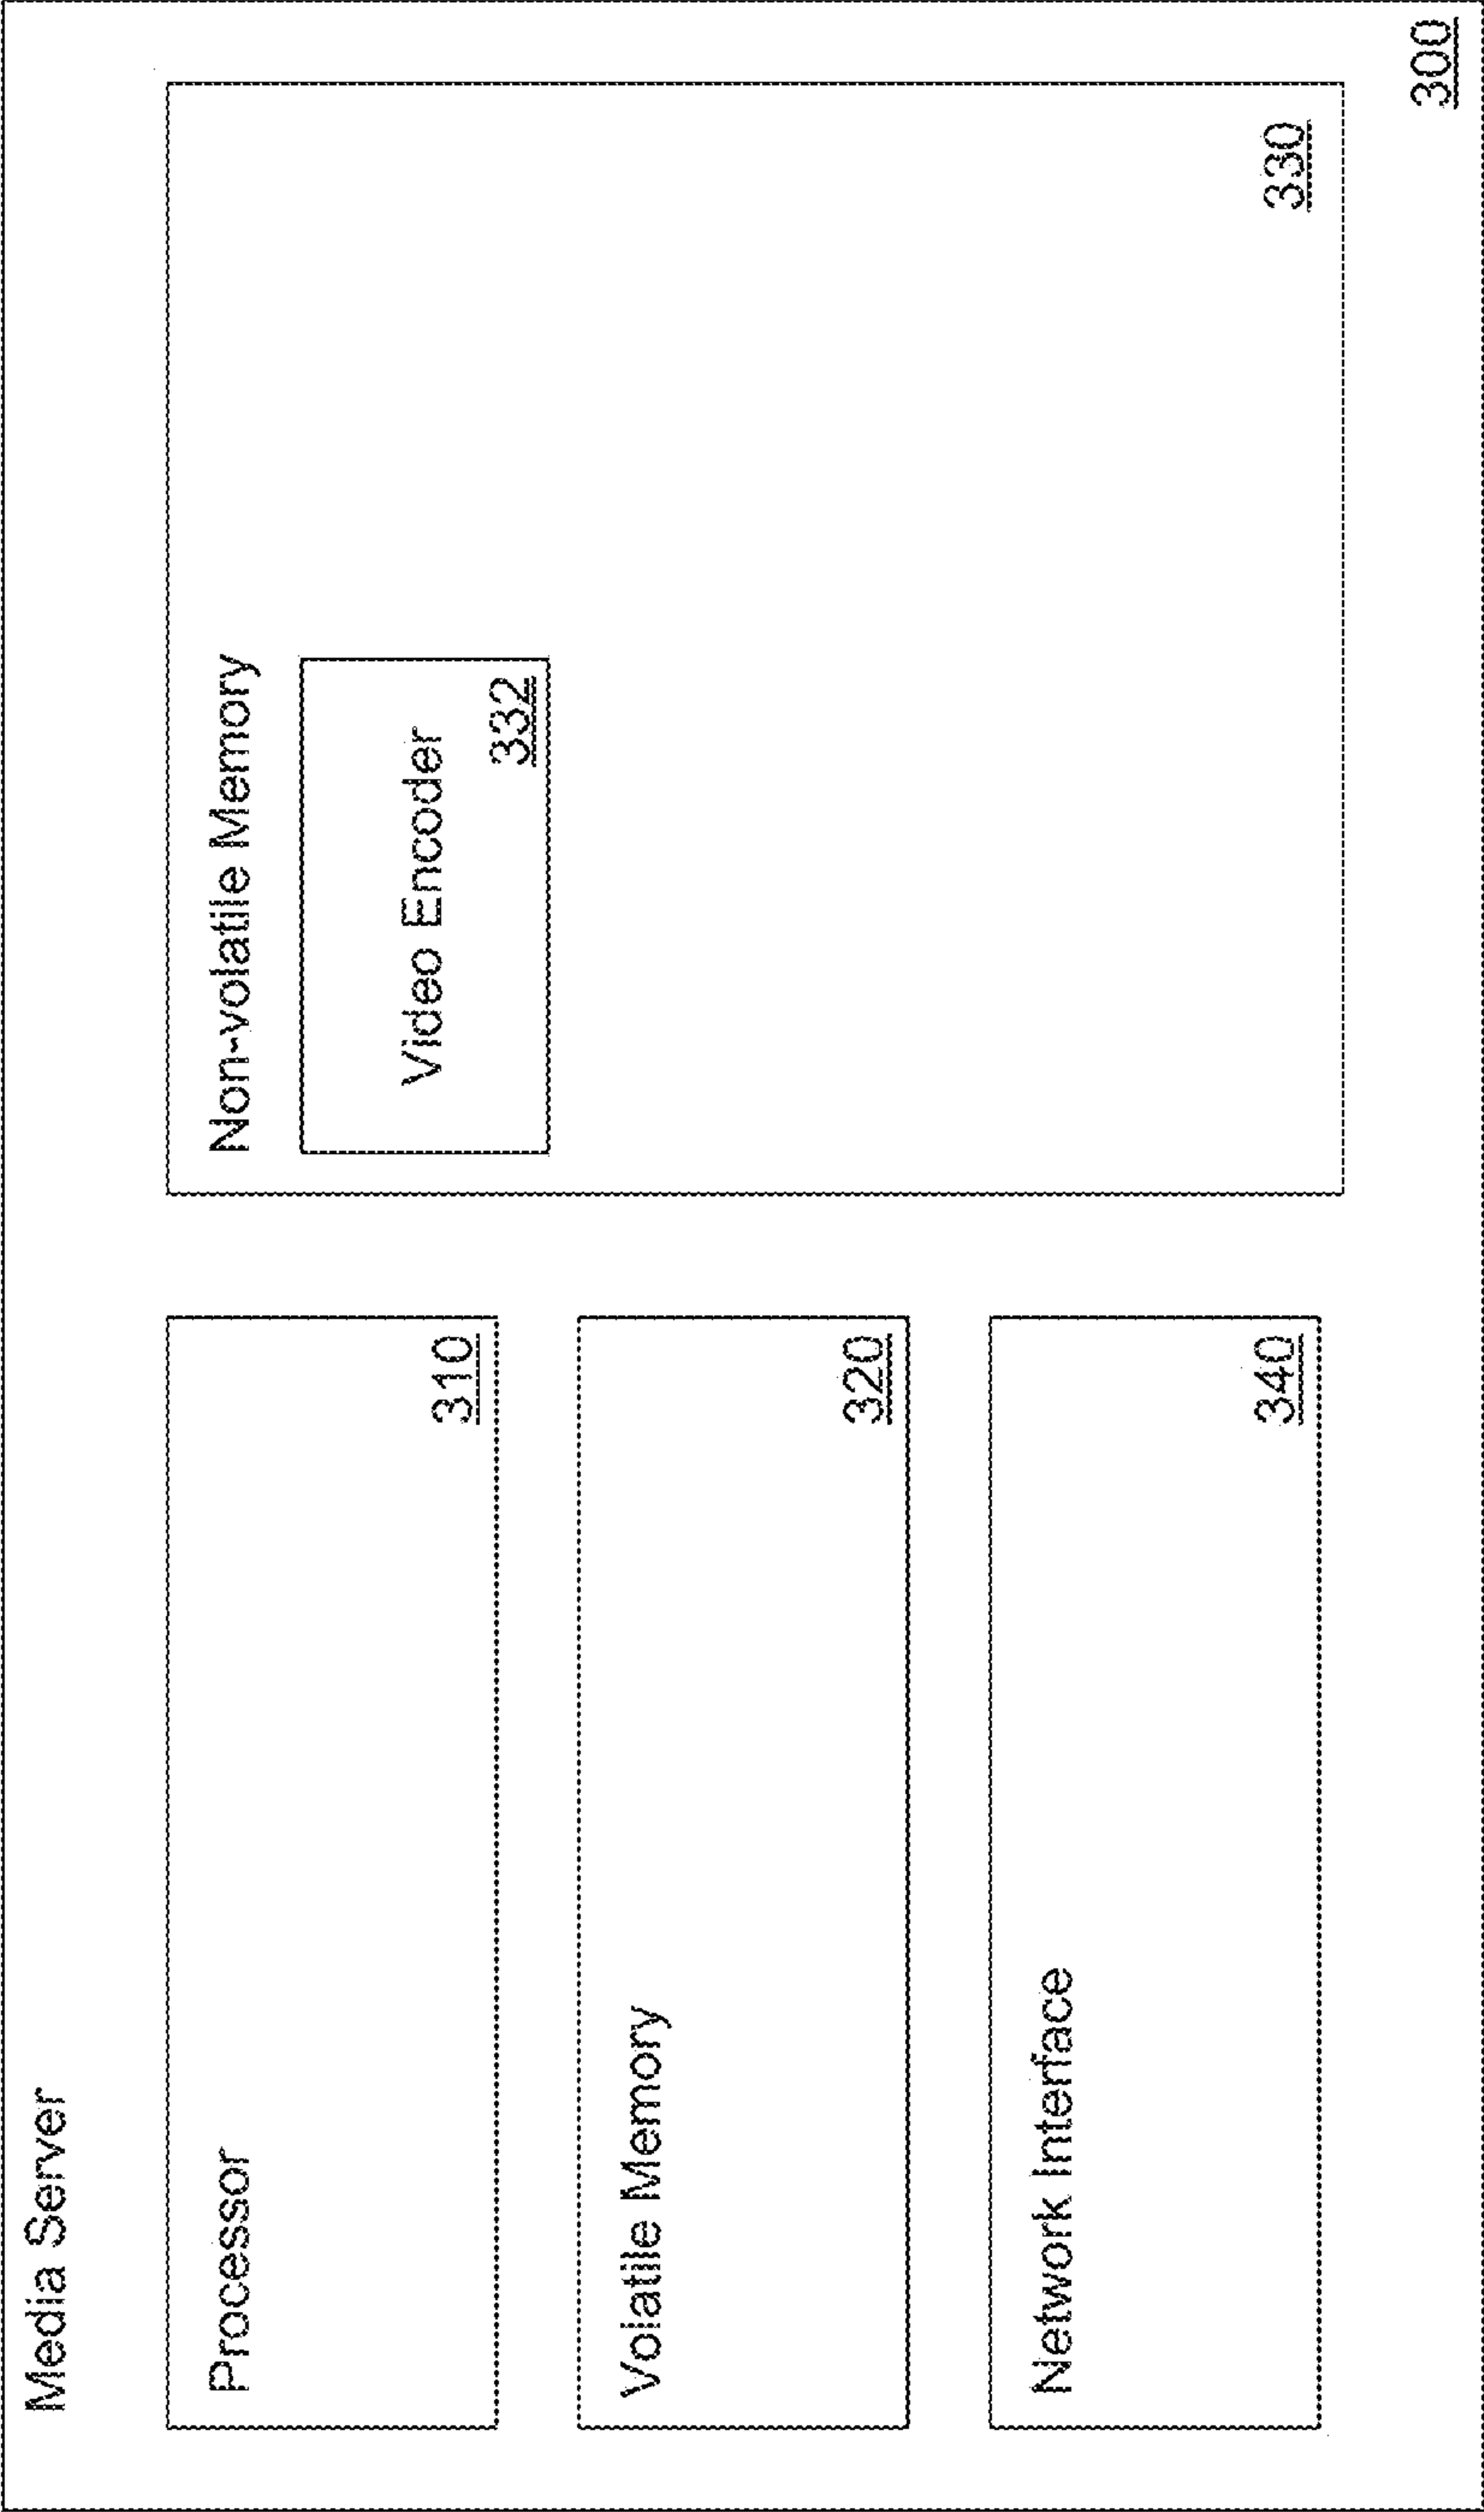 Media Server
Processor
310
Volatile Memory
320
Network Interface
340
Non-volatile Memory
Video Encoder
332
330
300